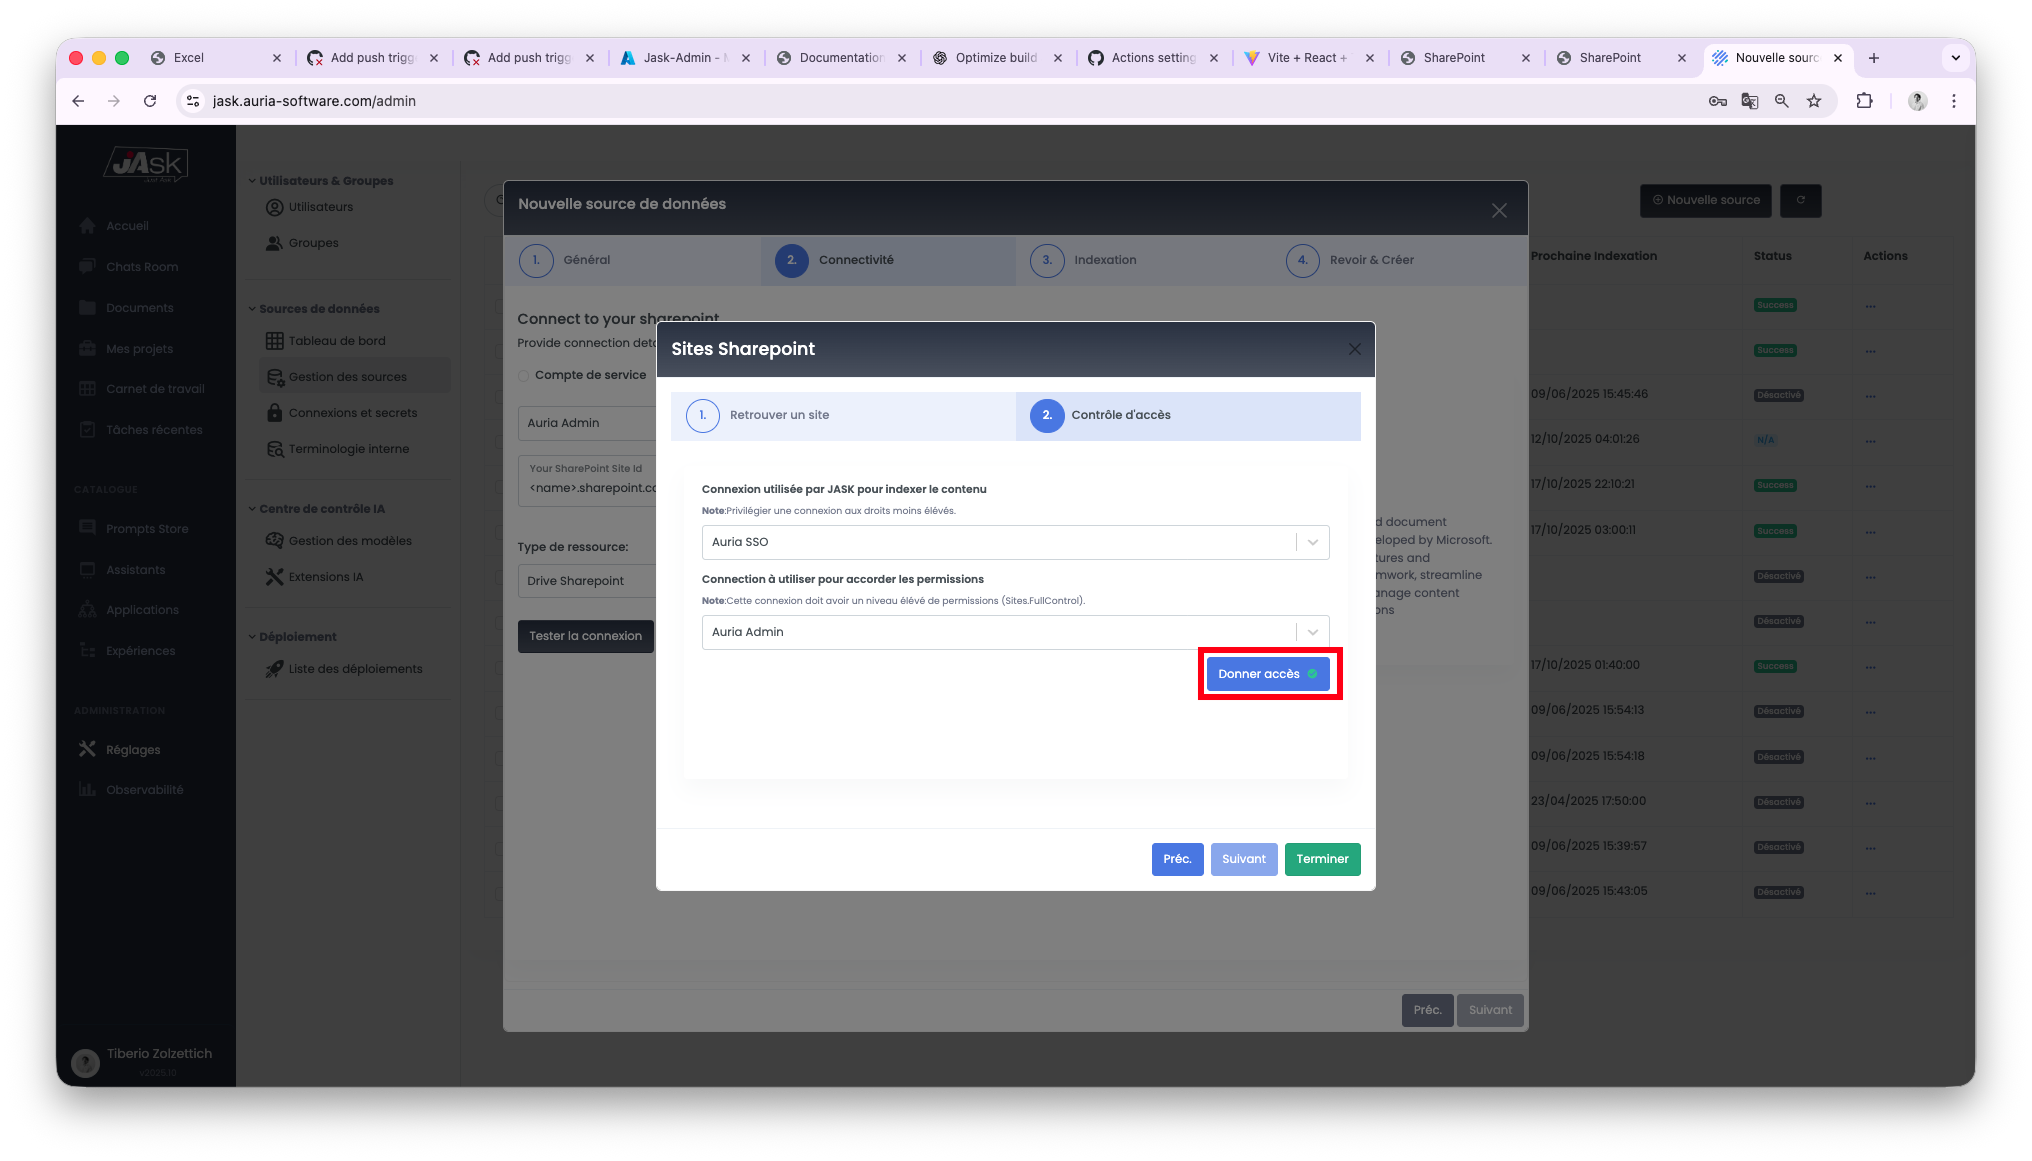 Excel
Add push trigg
Add push trigg
Jask-Admin - M
Documentation
Optimize build
Actions setting
Vite + React +
SharePoint
SharePoint
Nouvelle sourc
jask.auria-software.com/admin
JAsk
Accueil
Chats Room
Documents
Mes projets
Carnet de travail
Tâches récentes
CATALOGUE
Prompts Store
Assistants
Applications
Expériences
ADMINISTRATION
Réglages
Observabilité
Tiberio Zolzettich
v2025.10
Utilisateurs & Groupes
Utilisateurs
Groupes
Sources de données
Tableau de bord
Gestion des sources
Connexions et secrets
Terminologie interne
Centre de contrôle IA
Gestion des modèles
Extensions IA
Déploiement
Liste des déploiements
Nouvelle source de données
1. Général
2. Connectivité
3. Indexation
4. Revoir & Créer
Connect to your sharepoint
Provide connection deta
Compte de service
Auria Admin
Your SharePoint Site Id
<name>.sharepoint.co
Type de ressource:
Drive Sharepoint
Tester la connexion
d document
eloped by Microsoft.
tures and
mwork, streamline
anage content
ons
Préc.
Suivant
Sites Sharepoint
1. Retrouver un site
2. Contrôle d'accès
Connexion utilisée par JASK pour indexer le contenu
Note:Privilégier une connexion aux droits moins élévés.
Auria SSO
Connection à utiliser pour accorder les permissions
Note:Cette connexion doit avoir un niveau élévé de permissions (Sites.FullControl).
Auria Admin
Donner accès
Préc.
Suivant
Terminer
Nouvelle source
Prochaine Indexation Status Actions
Success ...
Success ...
09/06/2025 15:45:46 Désactivé ...
12/10/2025 04:01:26 N/A ...
17/10/2025 22:10:21 Success ...
17/10/2025 03:00:11 Success ...
Désactivé ...
Désactivé ...
17/10/2025 01:40:00 Success ...
09/06/2025 15:54:13 Désactivé ...
09/06/2025 15:54:18 Désactivé ...
23/04/2025 17:50:00 Désactivé ...
09/06/2025 15:39:57 Désactivé ...
09/06/2025 15:43:05 Désactivé ...